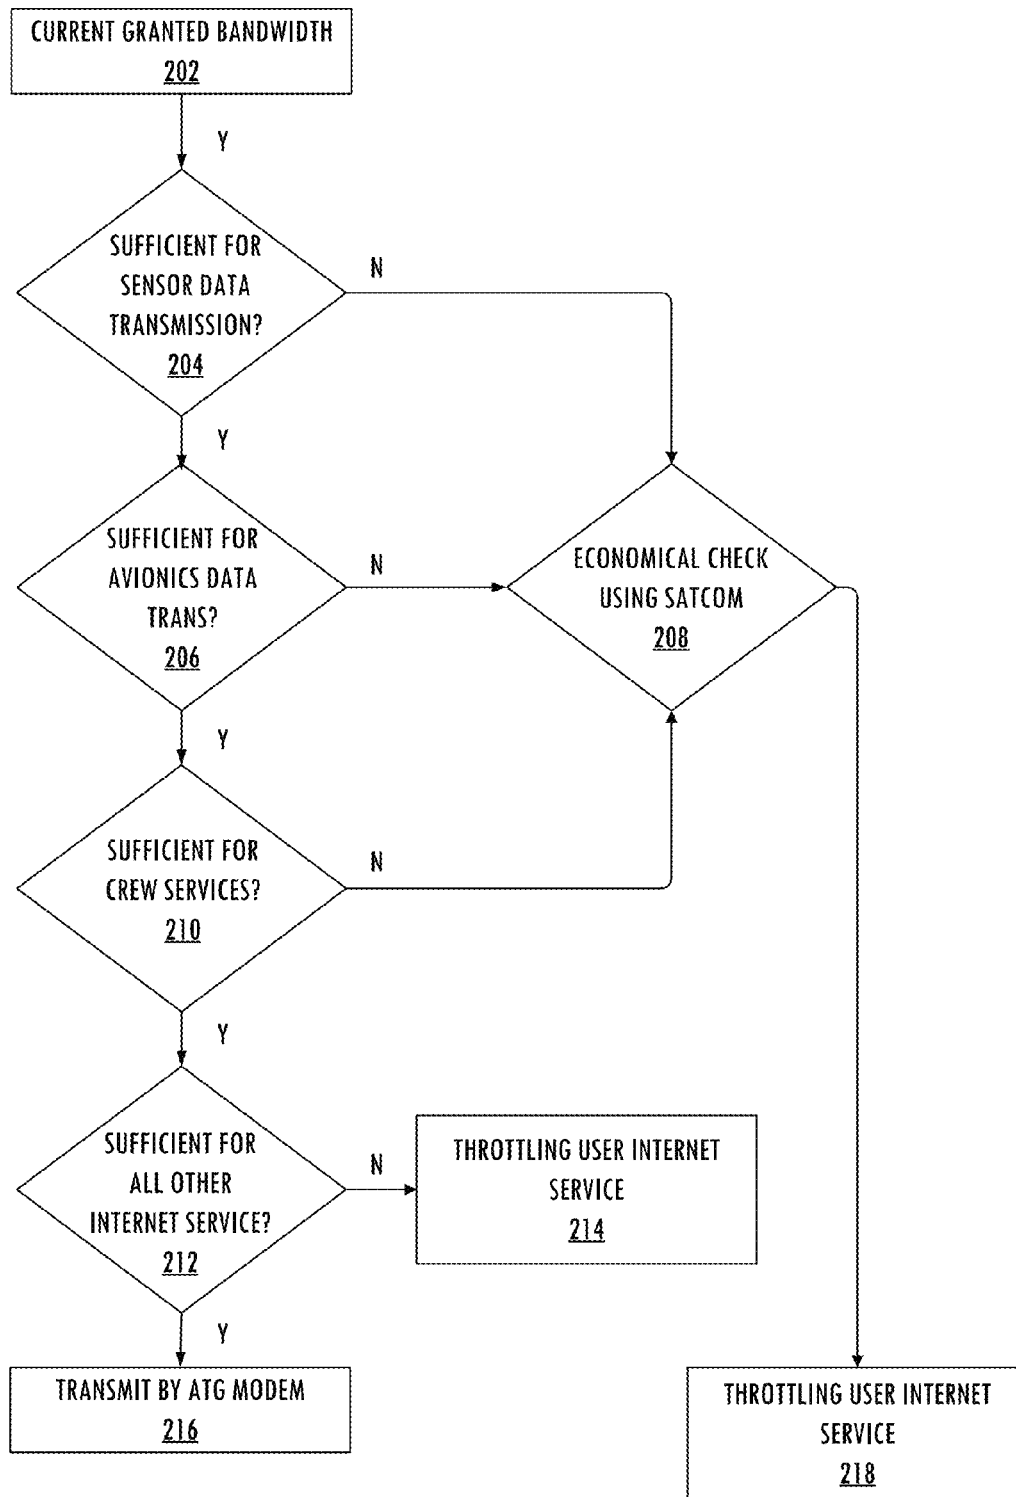 CURRENT GRANTED BANDWIDTH
202
Y
SUFFICIENT FOR
SENSOR DATA
TRANSMISSION?
204
N
Y
SUFFICIENT FOR
AVIONICS DATA
TRANS?
206
N
ECONOMICAL CHECK
USING SATCOM
208
Y
SUFFICIENT FOR
CREW SERVICES?
210
N
Y
SUFFICIENT FOR
ALL OTHER
INTERNET SERVICE?
212
N
THROTTLING USER INTERNET
SERVICE
214
Y
TRANSMIT BY ATG MODEM
216
THROTTLING USER INTERNET
SERVICE
218